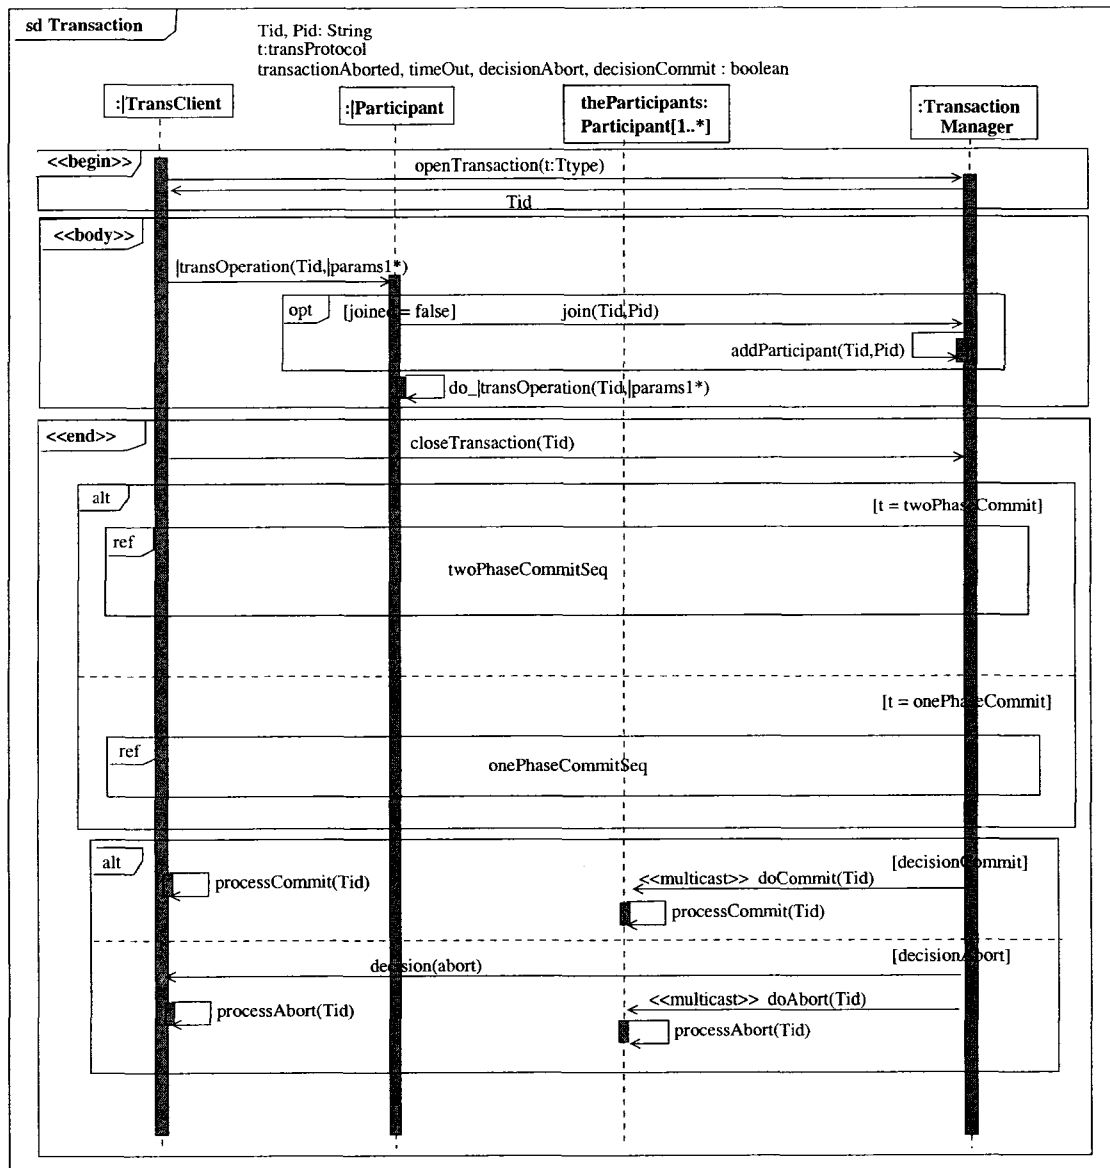 sd Transaction
Tid, Pid: String
t:transProtocol
transactionAborted, timeOut, decisionAbort, decisionCommit : boolean
:|TransClient
:|Participant
theParticipants:
Participant[1..*]
:Transaction
Manager
<<begin>>
openTransaction(t:Ttype)
Tid
<<body>>
|transOperation(Tid,|params1*)
opt
[joined = false]
join(Tid,Pid)
addParticipant(Tid,Pid)
do_|transOperation(Tid,|params1*)
<<end>>
closeTransaction(Tid)
alt
[t = twoPhaseCommit]
ref
twoPhaseCommitSeq
[t = onePhaseCommit]
ref
onePhaseCommitSeq
alt
[decisionCommit]
processCommit(Tid)
<<multicast>> doCommit(Tid)
processCommit(Tid)
[decisionAbort]
decision(abort)
processAbort(Tid)
<<multicast>> doAbort(Tid)
processAbort(Tid)